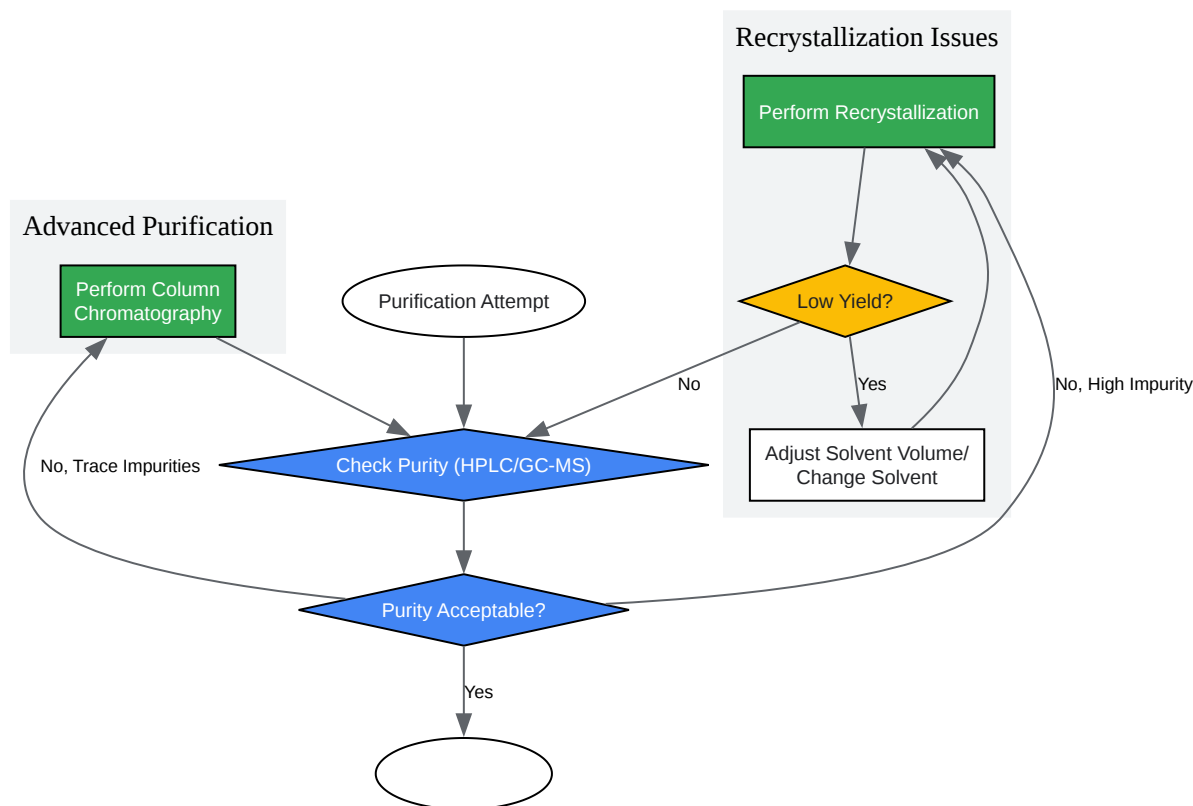 Recrystallization Issues
Perform Recrystallization
Advanced Purification
Perform Column
Chromatography
Purification Attempt
Low Yield?
No
Yes
No, High Impurity
Adjust Solvent Volume/
Change Solvent
No, Trace Impurities
Check Purity (HPLC/GC-MS)
Purity Acceptable?
Yes